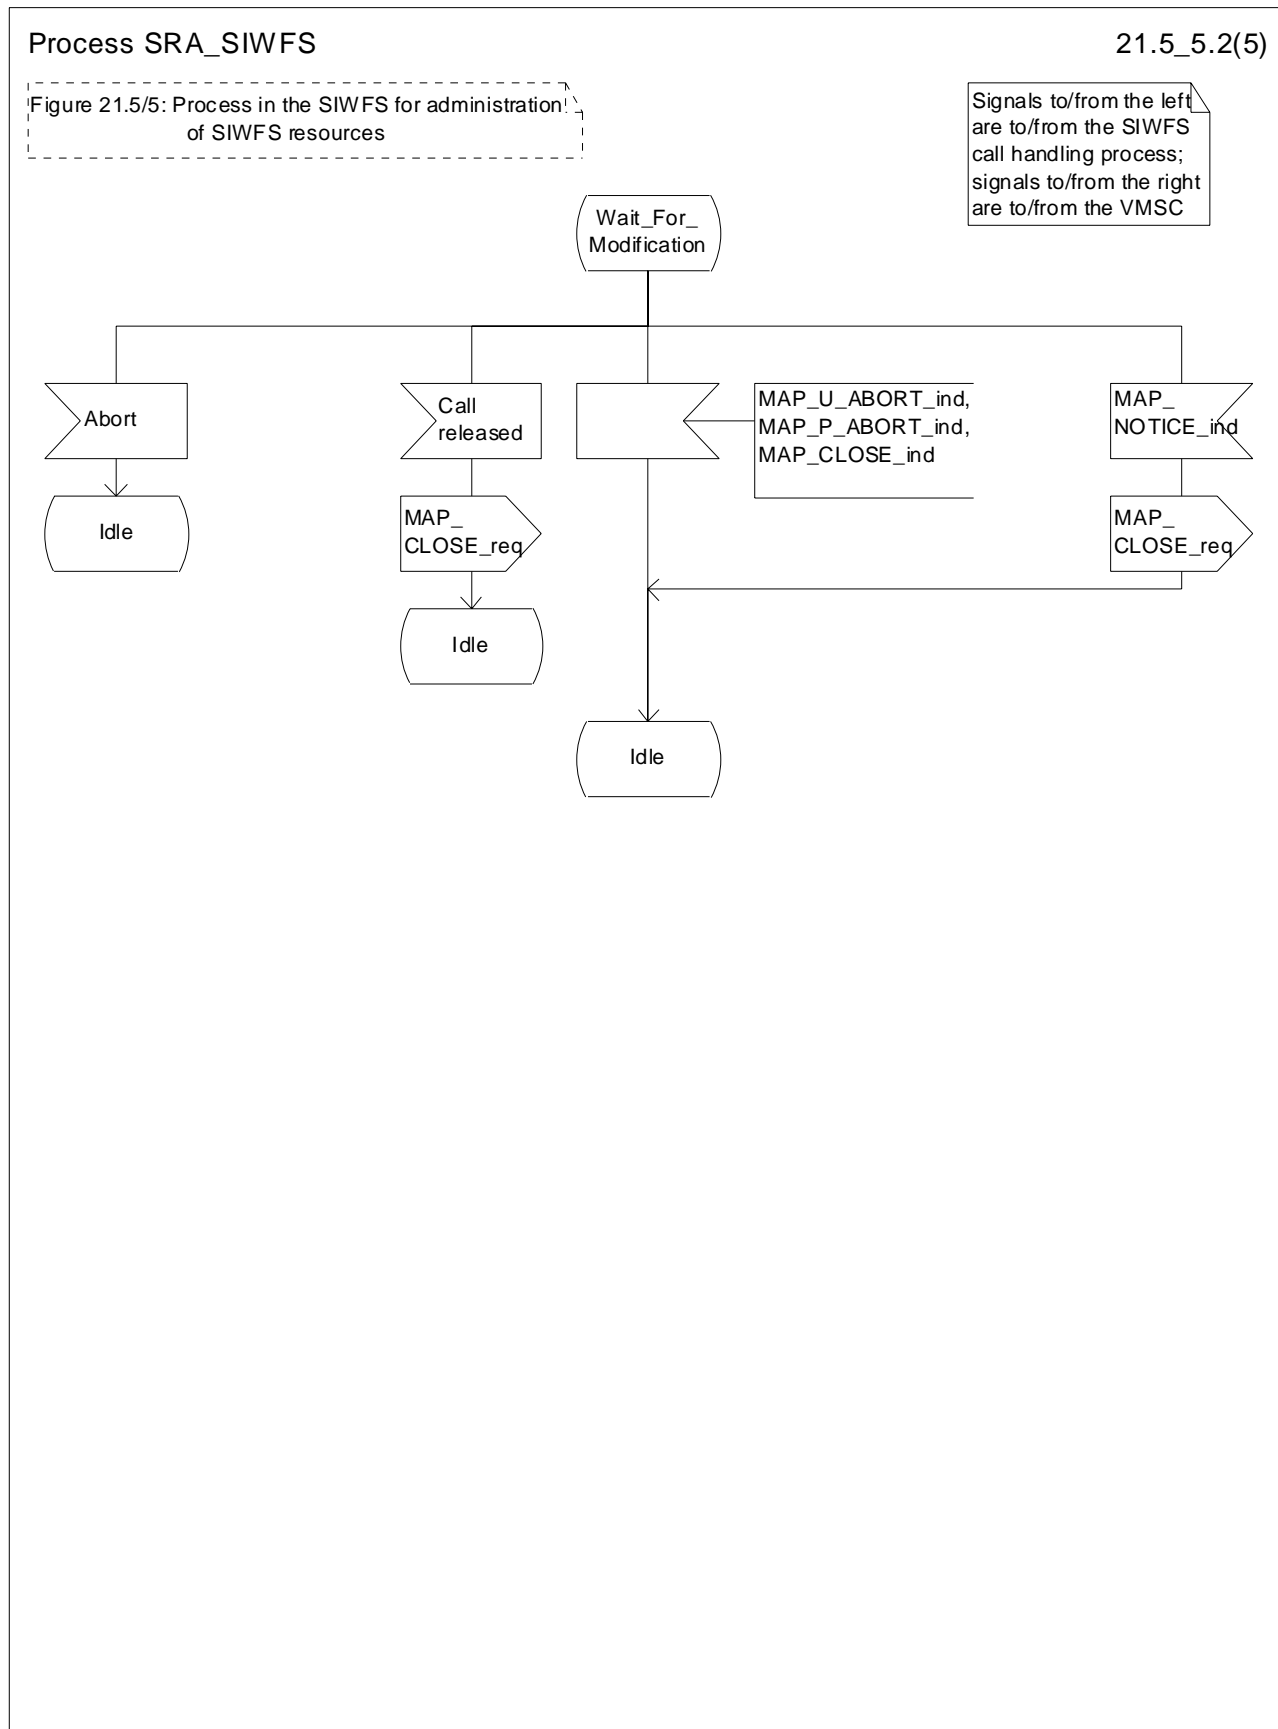 Process SRA_SIWFS
21.5_5.2(5)
Figure 21.5/5: Process in the SIWFS for administration
of SIWFS resources
Signals to/from the left
are to/from the SIWFS
call handling process;
signals to/from the right
are to/from the VMSC
Wait_For_
Modification
Abort
Call
released
MAP_U_ABORT_ind,
MAP_P_ABORT_ind,
MAP_CLOSE_ind
MAP_
NOTICE_ind
Idle
MAP_
CLOSE_req
MAP_
CLOSE_req
Idle
Idle